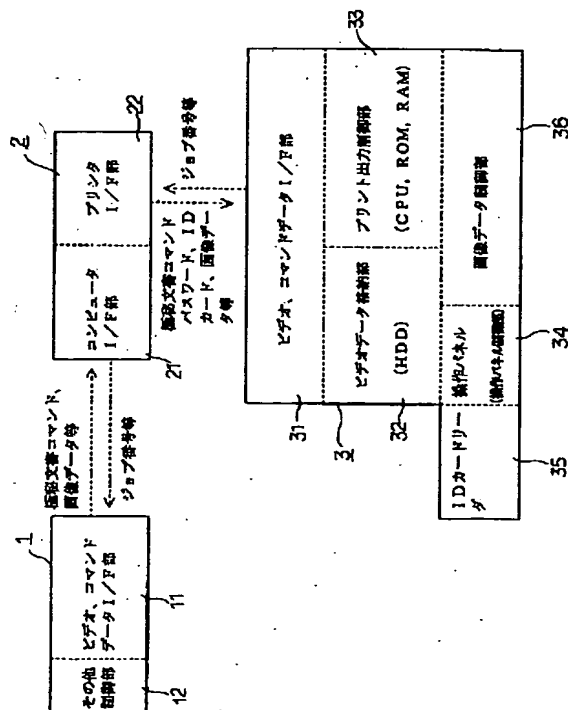 1
その他
制御部
12
ビデオ、コマンド
データI/F部
11
極秘文書コマンド、
画像データ等
ジョブ番号等
2
コンピュータ
I/F部
21
プリンタ
I/F部
22
極秘文書コマンド
パスワード、ID
カード、画像デー
タ等
ジョブ番号等
ビデオ、コマンドデータI/F部
31
3
ビデオデータ格納部
(HDD)
32
プリント出力制御部
(CPU, ROM, RAM)
33
IDカードリー
ダ
35
操作パネル
(操作パネル制御部)
34
画像データ制御部
36